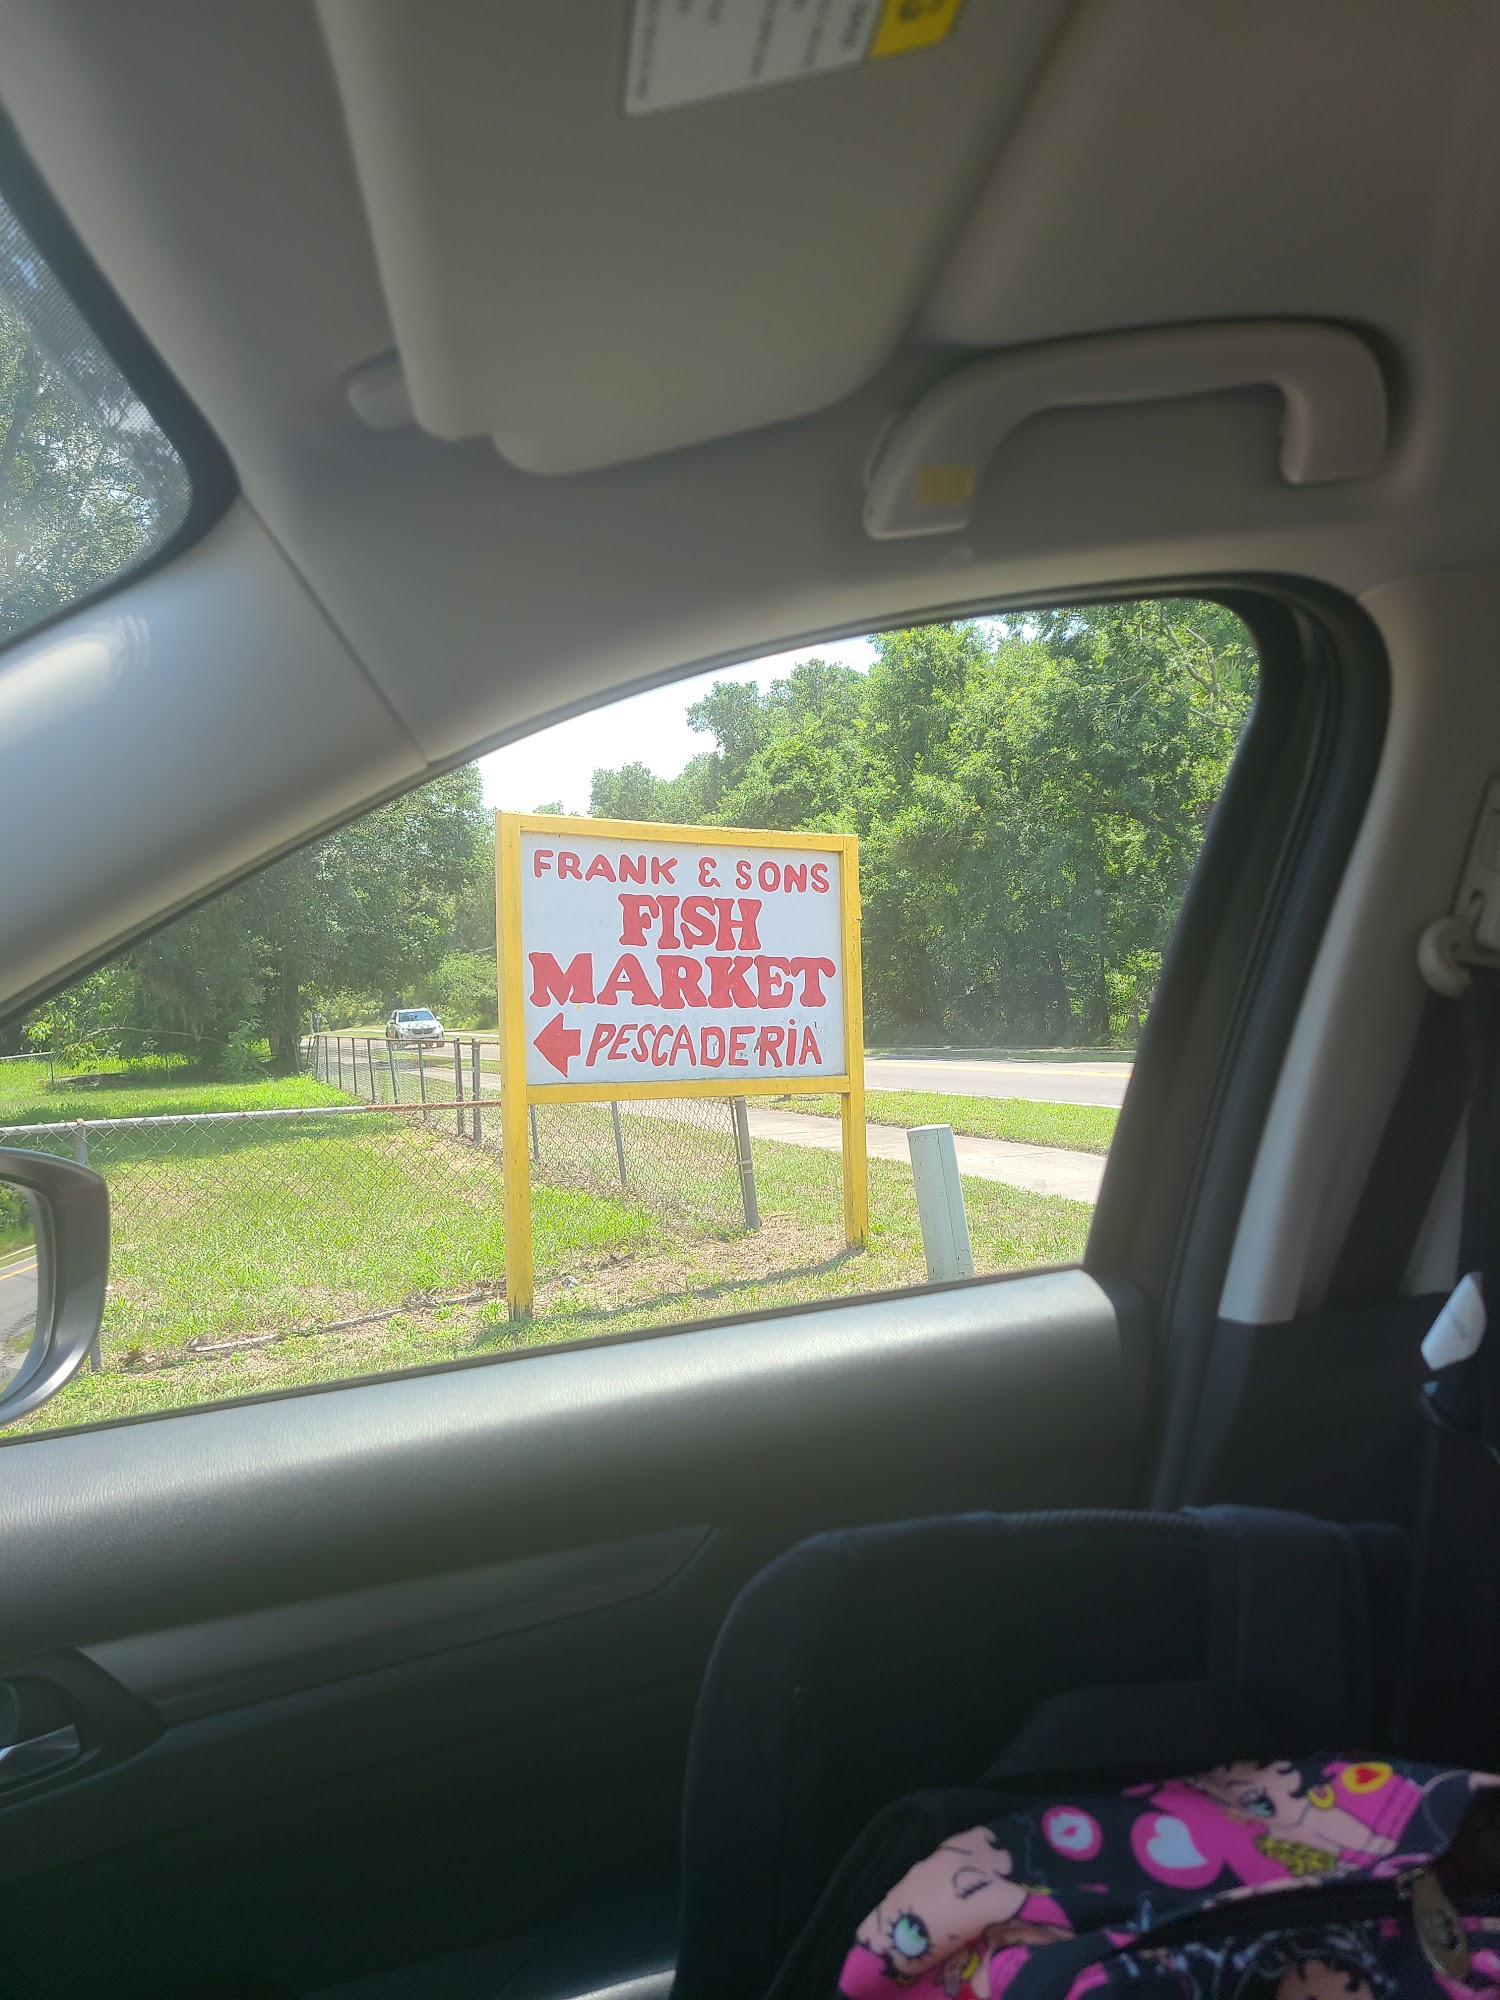 FRANK & SONS
FISH
MARKET
PESCADERiA